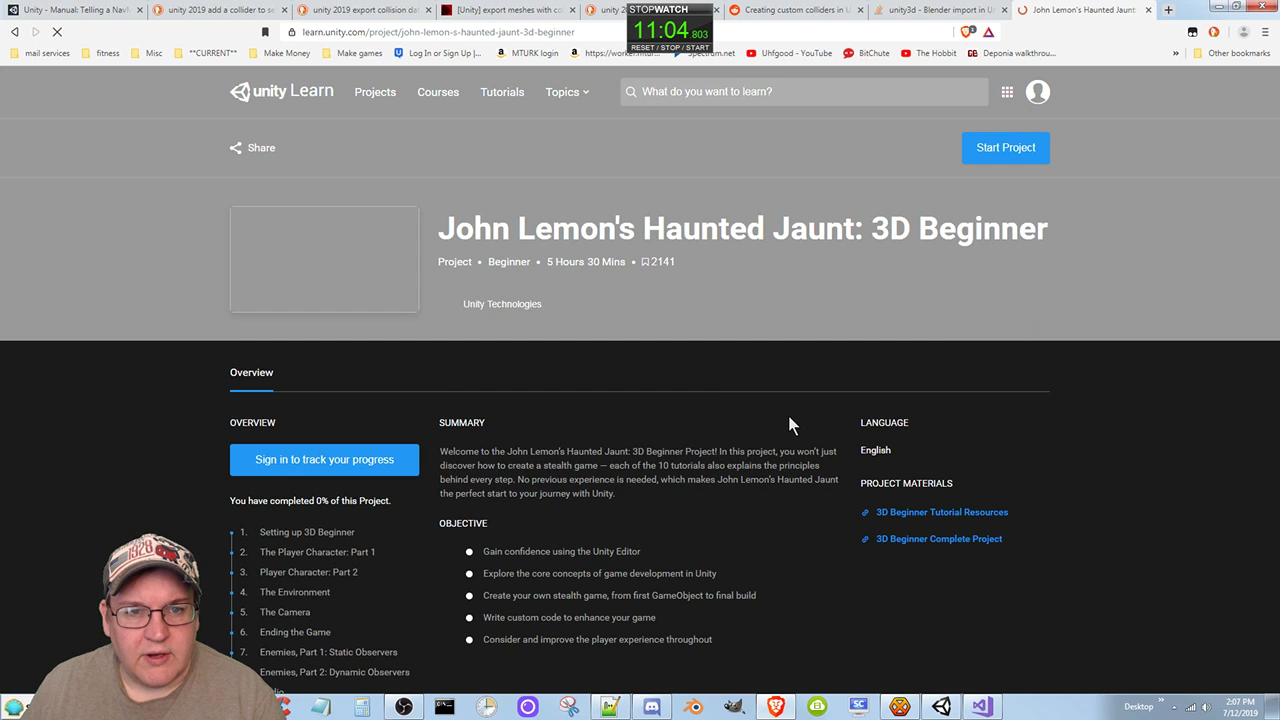 Unity - Manual: Telling a NavM
unity 2019 add a collider to se
unity 2019 export collision dat
[Unity] export meshes with co
unity 2
Creating custom colliders in U
unity3d - Blender import in Un
John Lemon's Haunted Jaunt:
STOPWATCH
11:04.803
RESET / STOP / START
learn.unity.com/project/john-lemon-s-haunted-jaunt-3d-beginner
mail services
fitness
Misc
**CURRENT**
Make Money
Make games
Log In or Sign Up |...
MTURK login
https://worker.m
Spectrum.net
Uhfgood - YouTube
BitChute
The Hobbit
Deponia walkthrou...
Other bookmarks
unity Learn
Projects
Courses
Tutorials
Topics
What do you want to learn?
Share
Start Project
John Lemon's Haunted Jaunt: 3D Beginner
Project • Beginner • 5 Hours 30 Mins • 2141
Unity Technologies
Overview
OVERVIEW
Sign in to track your progress
You have completed 0% of this Project.
1. Setting up 3D Beginner
2. The Player Character: Part 1
3. Player Character: Part 2
4. The Environment
5. The Camera
6. Ending the Game
7. Enemies, Part 1: Static Observers
Enemies, Part 2: Dynamic Observers
SUMMARY
Welcome to the John Lemon's Haunted Jaunt: 3D Beginner Project! In this project, you won't just
discover how to create a stealth game — each of the 10 tutorials also explains the principles
behind every step. No previous experience is needed, which makes John Lemon's Haunted Jaunt
the perfect start to your journey with Unity.
OBJECTIVE
Gain confidence using the Unity Editor
Explore the core concepts of game development in Unity
Create your own stealth game, from first GameObject to final build
Write custom code to enhance your game
Consider and improve the player experience throughout
LANGUAGE
English
PROJECT MATERIALS
3D Beginner Tutorial Resources
3D Beginner Complete Project
1328
Desktop
2:07 PM
7/12/2019